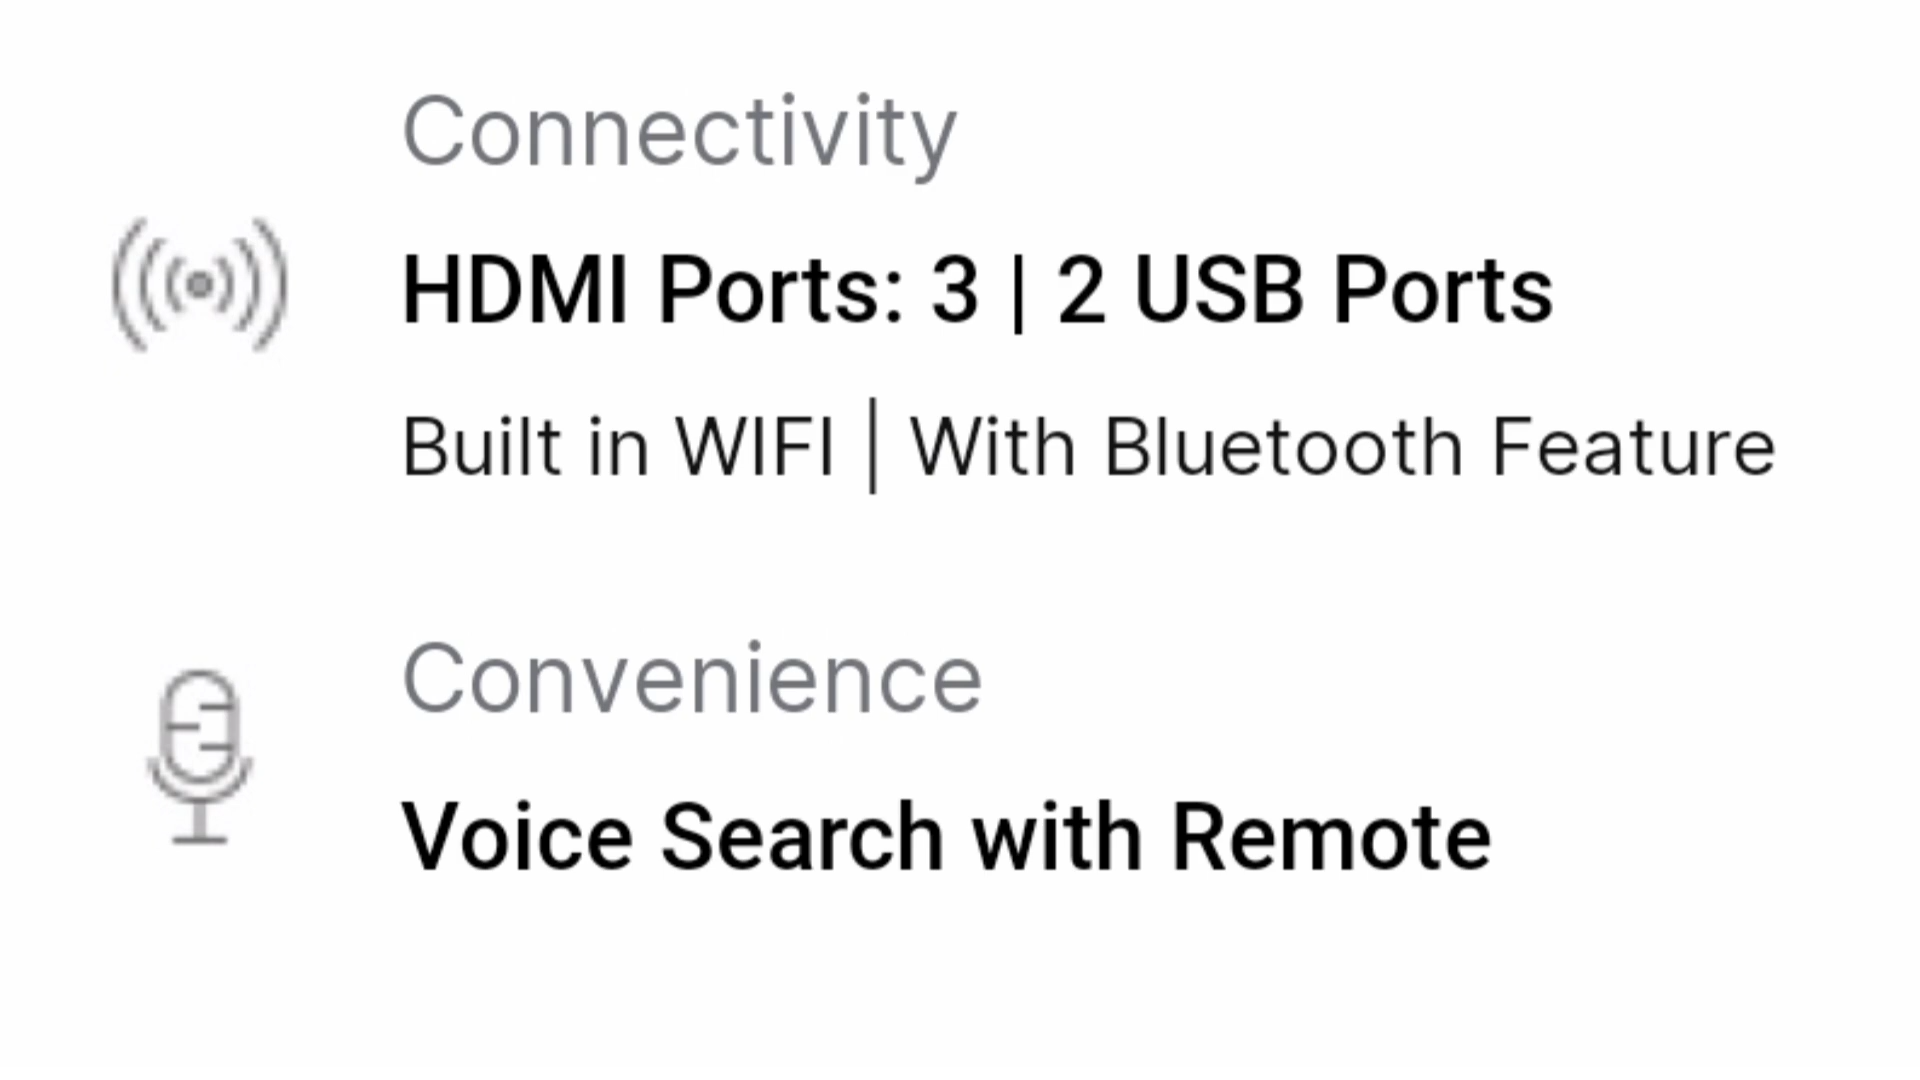 Connectivity
HDMI Ports: 3 | 2 USB Ports
Built in WIFI | With Bluetooth Feature
Convenience
Voice Search with Remote